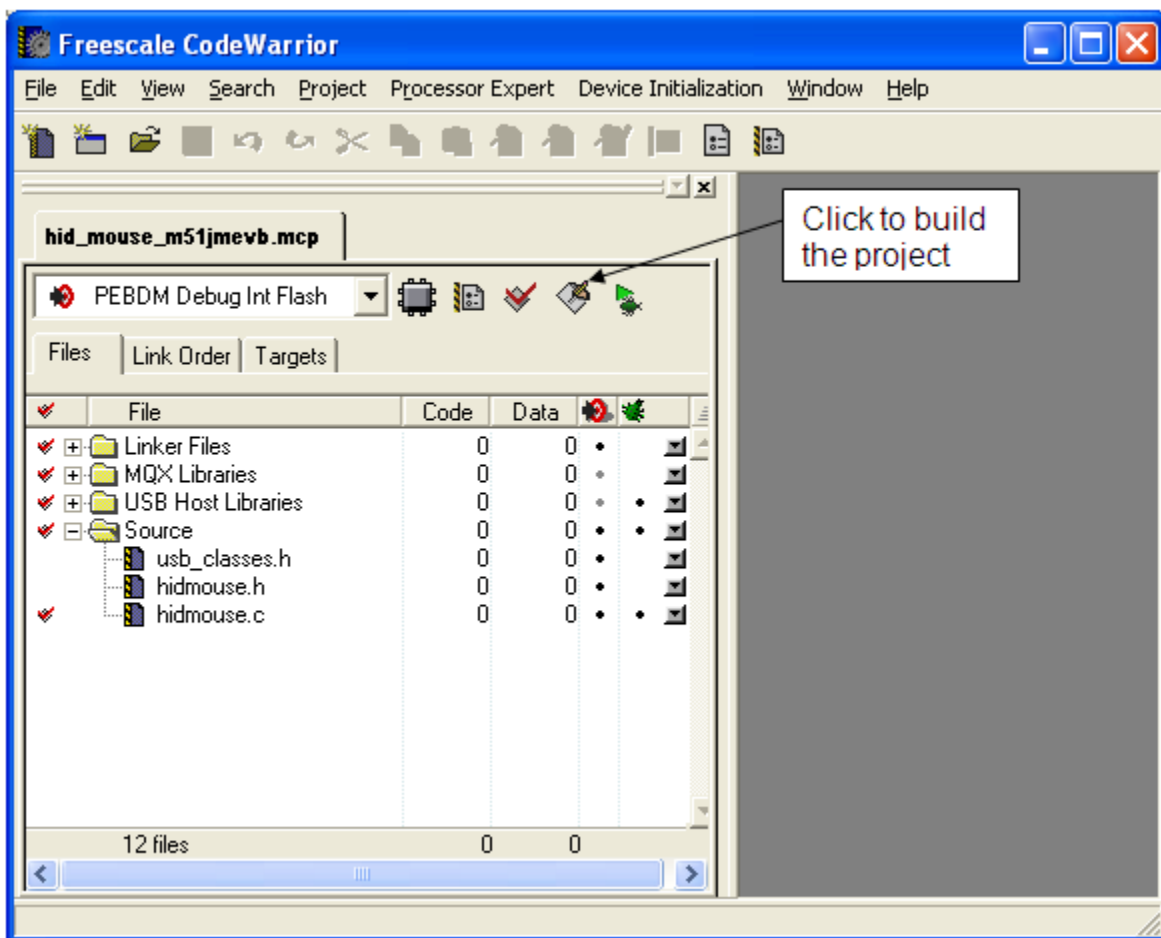 Freescale CodeWarrior
File Edit View Search Project Processor Expert Device Initialization Window Help
Click to build
the project
hid_mouse_m51jmevb.mcp
PEBDM Debug Int Flash
Files Link Order Targets
File Code Data
Linker Files 0 0
MQX Libraries 0 0
USB Host Libraries 0 0
Source 0 0
usb_classes.h 0 0
hidmouse.h 0 0
hidmouse.c 0 0
12 files 0 0